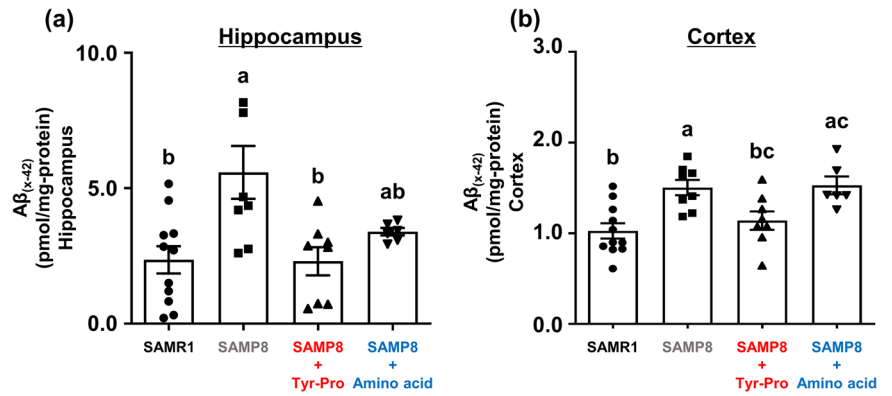 (a)
Hippocampus
Aβ(x-42)
(pmol/mg-protein)
Hippocampus
10.0
5.0
0.0
b
a
b
ab
SAMR1
SAMP8
SAMP8
+
Tyr-Pro
SAMP8
+
Amino acid
(b)
Cortex
Aβ(x-42)
(pmol/mg-protein)
Cortex
3.0
2.0
1.0
0.0
b
a
bc
ac
SAMR1
SAMP8
SAMP8
+
Tyr-Pro
SAMP8
+
Amino acid